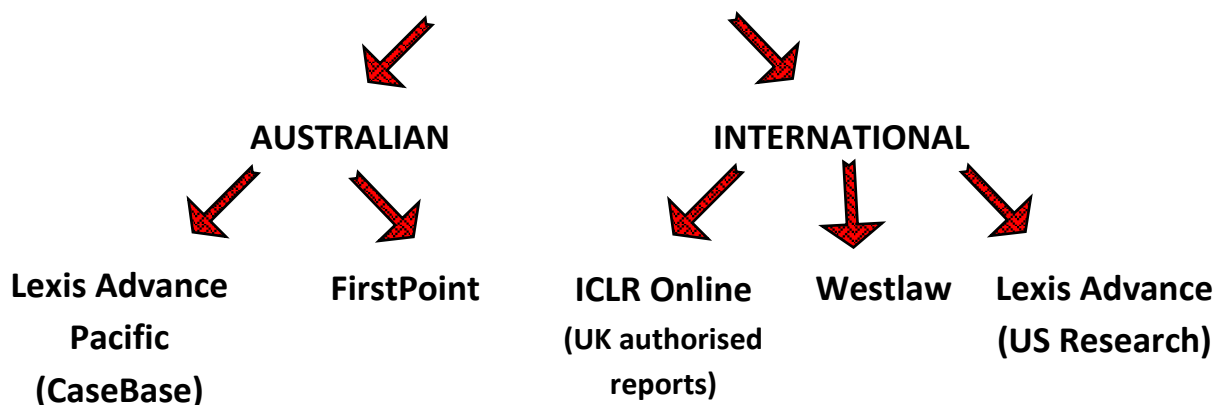 AUSTRALIAN
INTERNATIONAL
Lexis Advance
Pacific
(CaseBase)
FirstPoint
ICLR Online
(UK authorised
reports)
Westlaw
Lexis Advance
(US Research)